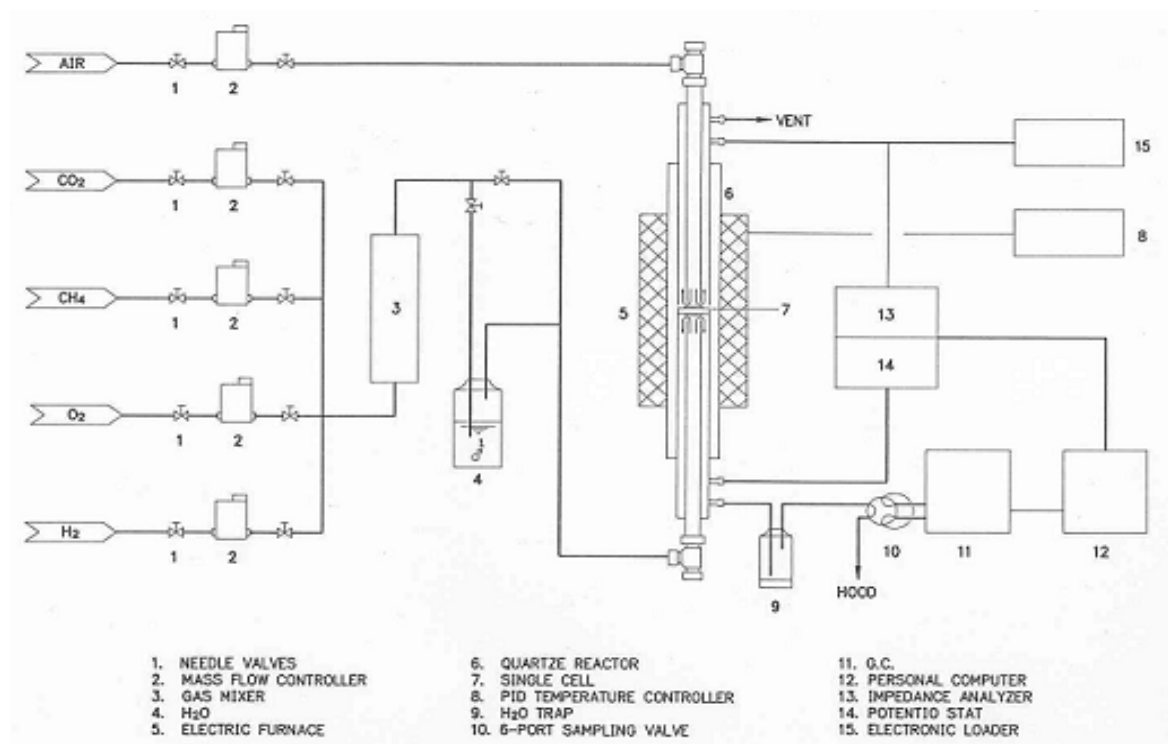 AIR
1
2
VENT
15
CO2
1
2
6
8
CH4
1
2
3
5
7
13
14
O2
1
2
4
H2
1
2
10
11
12
HOOD
9
1. NEEDLE VALVES
2. MASS FLOW CONTROLLER
3. GAS MIXER
4. H2O
5. ELECTRIC FURNACE
6. QUARTZE REACTOR
7. SINGLE CELL
8. PID TEMPERATURE CONTROLLER
9. H2O TRAP
10. 6-PORT SAMPLING VALVE
11. G.C.
12. PERSONAL COMPUTER
13. IMPEDANCE ANALYZER
14. POTENTIO STAT
15. ELECTRONIC LOADER